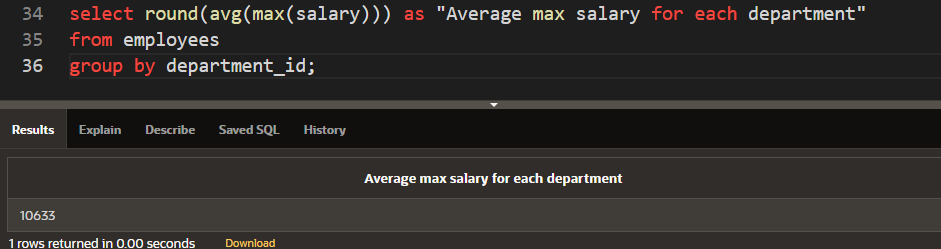 34 select round(avg(max(salary))) as "Average max salary for each department"
35 from employees
36 group by department_id;
Results Explain Describe Saved SQL History
Average max salary for each department
10633
1 rows returned in 0.00 seconds Download